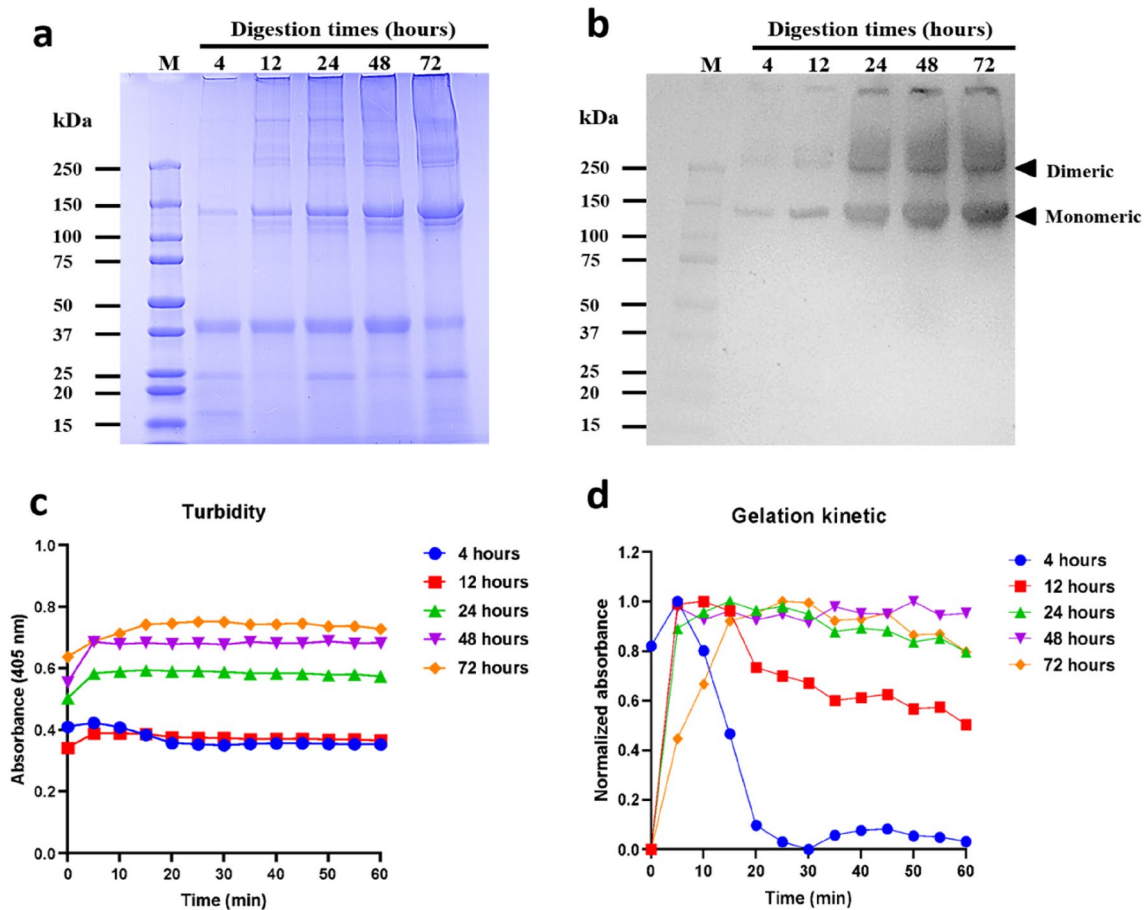 a
Digestion times (hours)
M 4 12 24 48 72
kDa
250
150
100
75
50
37
25
20
15
b
Digestion times (hours)
M 4 12 24 48 72
kDa
250
150
100
75
50
37
25
20
15
Dimeric
Monomeric
c
Turbidity
Absorbance (405 nm)
1.0
0.8
0.6
0.4
0.2
0.0
0 10 20 30 40 50 60
Time (min)
4 hours
12 hours
24 hours
48 hours
72 hours
d
Gelation kinetic
Normalized absorbance
1.2
1.0
0.8
0.6
0.4
0.2
0.0
0 10 20 30 40 50 60
Time (min)
4 hours
12 hours
24 hours
48 hours
72 hours